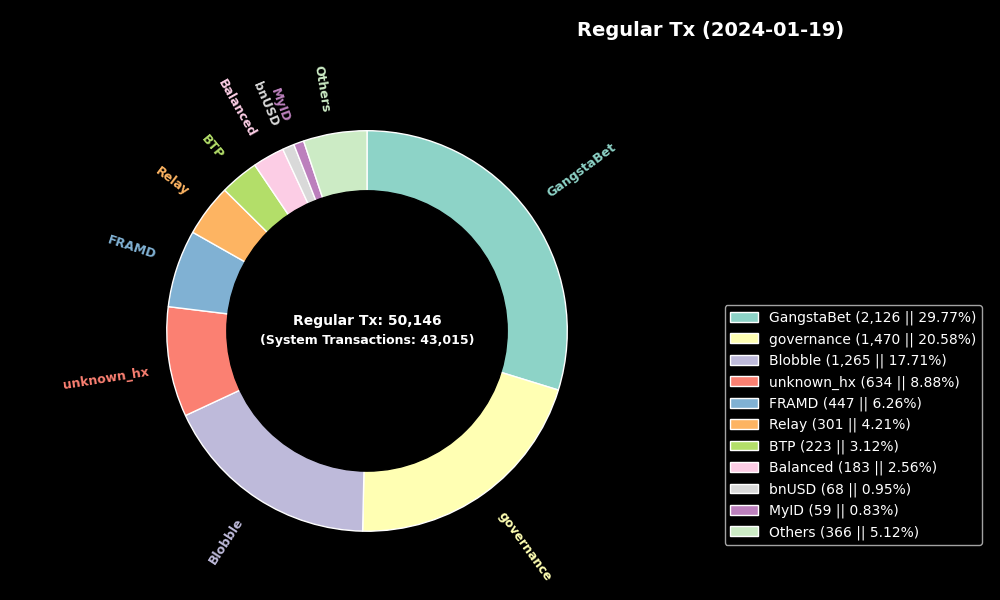 Regular Tx (2024-01-19)
Others
MyID
bnUSD
Balanced
BTP
Relay
FRAMD
unknown_hx
Blobble
governance
GangstaBet
Regular Tx: 50,146
(System Transactions: 43,015)
GangstaBet (2,126 || 29.77%)
governance (1,470 || 20.58%)
Blobble (1,265 || 17.71%)
unknown_hx (634 || 8.88%)
FRAMD (447 || 6.26%)
Relay (301 || 4.21%)
BTP (223 || 3.12%)
Balanced (183 || 2.56%)
bnUSD (68 || 0.95%)
MyID (59 || 0.83%)
Others (366 || 5.12%)